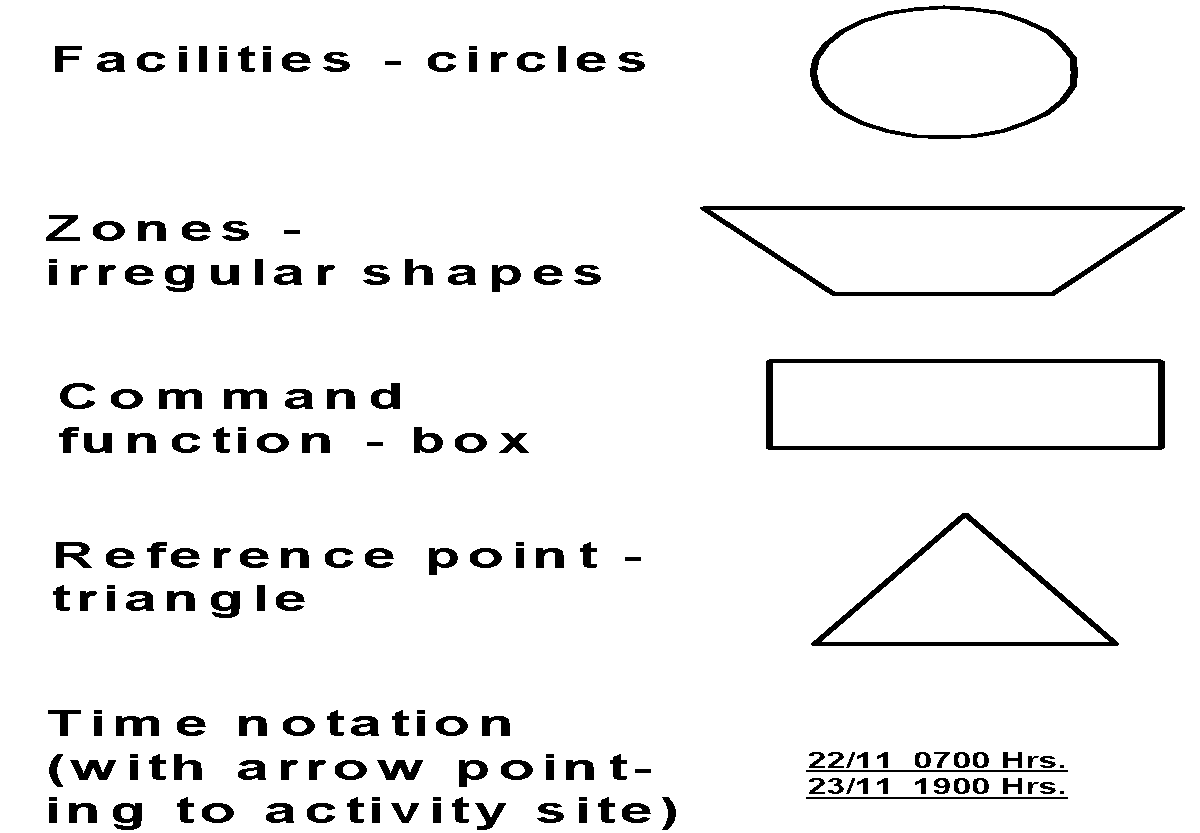 Facilities - circles
Zones -
irregular shapes
Command
function - box
Reference point -
triangle
Time notation
(with arrow point-
ing to activity site)
22/11 0700 Hrs.
23/11 1900 Hrs.